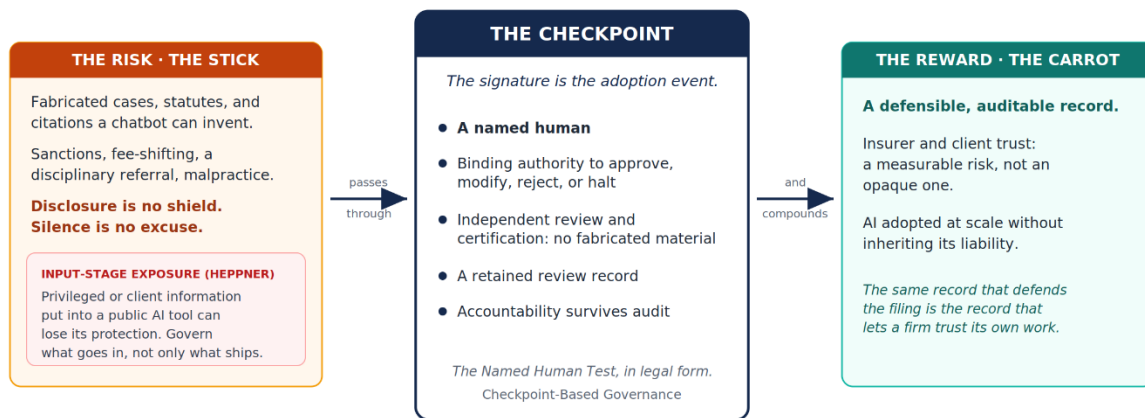 THE RISK · THE STICK
Fabricated cases, statutes, and
citations a chatbot can invent.
Sanctions, fee-shifting, a
disciplinary referral, malpractice.
Disclosure is no shield.
Silence is no excuse.
INPUT-STAGE EXPOSURE (HEPPNER)
Privileged or client information
put into a public AI tool can
lose its protection. Govern
what goes in, not only what ships.
passes
through
THE CHECKPOINT
The signature is the adoption event.
● A named human
● Binding authority to approve,
modify, reject, or halt
● Independent review and
certification: no fabricated material
● A retained review record
● Accountability survives audit
The Named Human Test, in legal form.
Checkpoint-Based Governance
and
compounds
THE REWARD · THE CARROT
A defensible, auditable record.
Insurer and client trust:
a measurable risk, not an
opaque one.
AI adopted at scale without
inheriting its liability.
The same record that defends
the filing is the record that
lets a firm trust its own work.